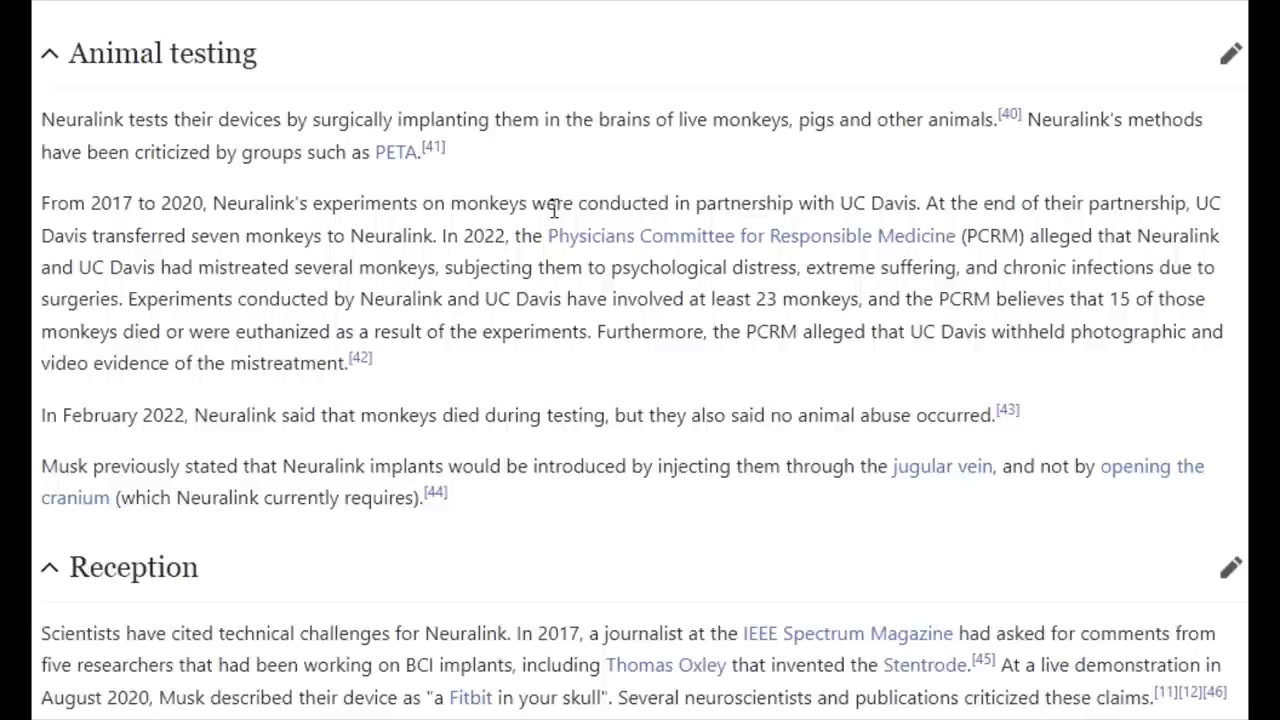 Animal testing
Neuralink tests their devices by surgically implanting them in the brains of live monkeys, pigs and other animals.[40] Neuralink's methods
have been criticized by groups such as PETA.[41]
From 2017 to 2020, Neuralink's experiments on monkeys were conducted in partnership with UC Davis. At the end of their partnership, UC
Davis transferred seven monkeys to Neuralink. In 2022, the Physicians Committee for Responsible Medicine (PCRM) alleged that Neuralink
and UC Davis had mistreated several monkeys, subjecting them to psychological distress, extreme suffering, and chronic infections due to
surgeries. Experiments conducted by Neuralink and UC Davis have involved at least 23 monkeys, and the PCRM believes that 15 of those
monkeys died or were euthanized as a result of the experiments. Furthermore, the PCRM alleged that UC Davis withheld photographic and
video evidence of the mistreatment.[42]
In February 2022, Neuralink said that monkeys died during testing, but they also said no animal abuse occurred.[43]
Musk previously stated that Neuralink implants would be introduced by injecting them through the jugular vein, and not by opening the
cranium (which Neuralink currently requires).[44]
Reception
Scientists have cited technical challenges for Neuralink. In 2017, a journalist at the IEEE Spectrum Magazine had asked for comments from
five researchers that had been working on BCI implants, including Thomas Oxley that invented the Stentrode.[45] At a live demonstration in
August 2020, Musk described their device as "a Fitbit in your skull". Several neuroscientists and publications criticized these claims.[11][12][46]